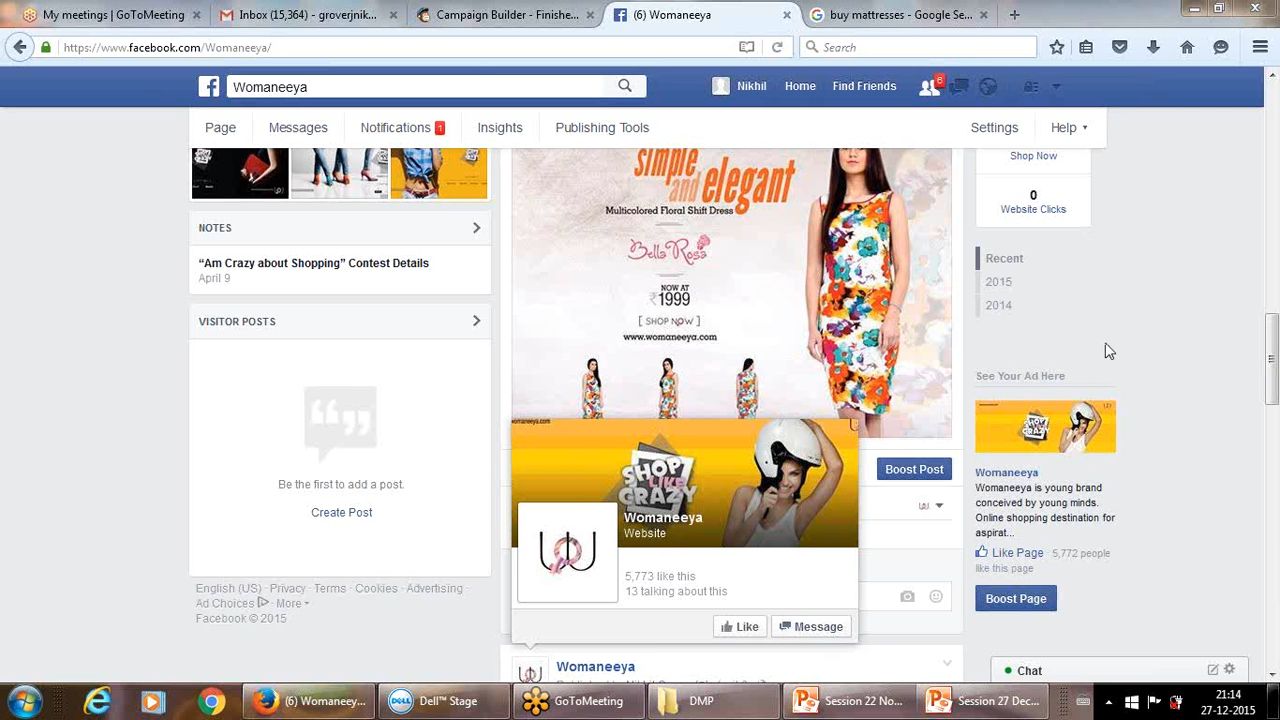 My meetings | GoToMeeting
Inbox (15,364) - groverjnik...
Campaign Builder - Finishe...
(6) Womaneeya
buy mattresses - Google Se...
https://www.facebook.com/Womaneeya/
Search
Womaneeya
Nikhil
Home
Find Friends
6
Page
Messages
Notifications 1
Insights
Publishing Tools
Settings
Help
NOTES
“Am Crazy about Shopping” Contest Details
April 9
VISITOR POSTS
Be the first to add a post.
Create Post
English (US) · Privacy · Terms · Cookies · Advertising ·
Ad Choices · More
Facebook © 2015
simple
and elegant
Multicolored Floral Shift Dress
Bella Rosa
NOW AT
₹1999
[ SHOP NOW ]
www.womaneeya.com
Boost Post
womaneeya.com
SHOP
LIKE
CRAZY
Womaneeya
Website
5,773 like this
13 talking about this
Like
Message
Womaneeya
Shop Now
0
Website Clicks
Recent
2015
2014
See Your Ad Here
SHOP
LIKE
CRAZY
Womaneeya
Womaneeya is young brand
conceived by young minds.
Online shopping destination for
aspirat...
Like Page · 5,772 people
like this page
Boost Page
Chat
(6) Womaneey...
Dell™ Stage
GoToMeeting
DMP
Session 22 No...
Session 27 Dec...
21:14
27-12-2015